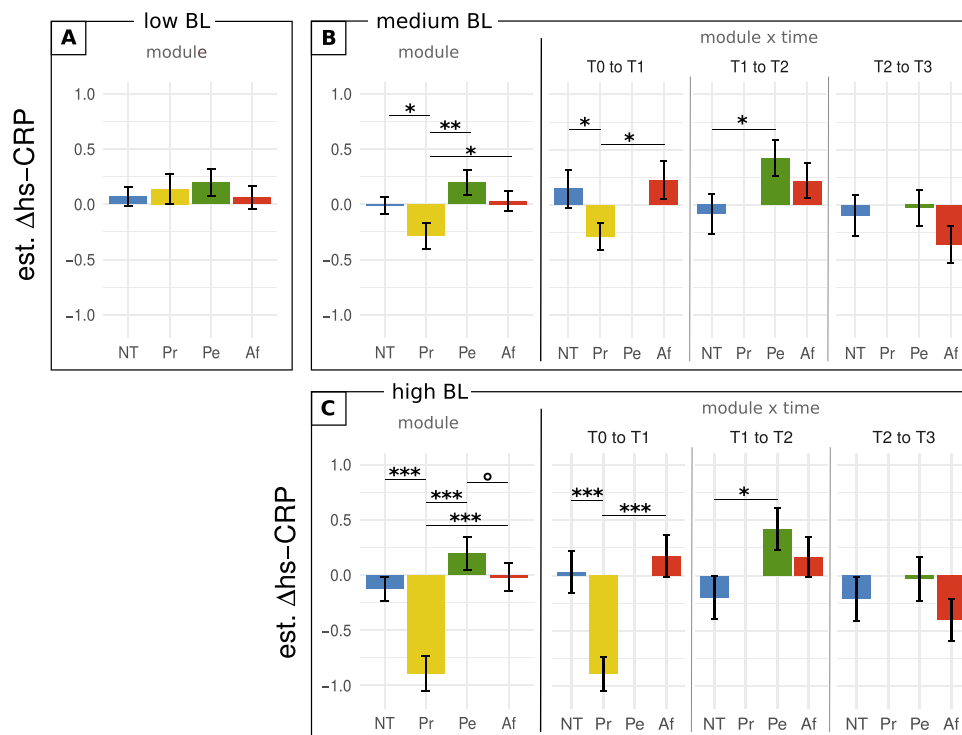 A
low BL
module
est. Δhs−CRP
1.0
0.5
0.0
−0.5
−1.0
NT Pr Pe Af
B
medium BL
module
module x time
T0 to T1
T1 to T2
T2 to T3
1.0
0.5
0.0
−0.5
−1.0
*
**
*
*
*
*
NT Pr Pe Af
NT Pr Pe Af
NT Pr Pe Af
NT Pr Pe Af
C
high BL
module
module x time
T0 to T1
T1 to T2
T2 to T3
est. Δhs−CRP
1.0
0.5
0.0
−0.5
−1.0
***
°
***
***
***
***
*
NT Pr Pe Af
NT Pr Pe Af
NT Pr Pe Af
NT Pr Pe Af